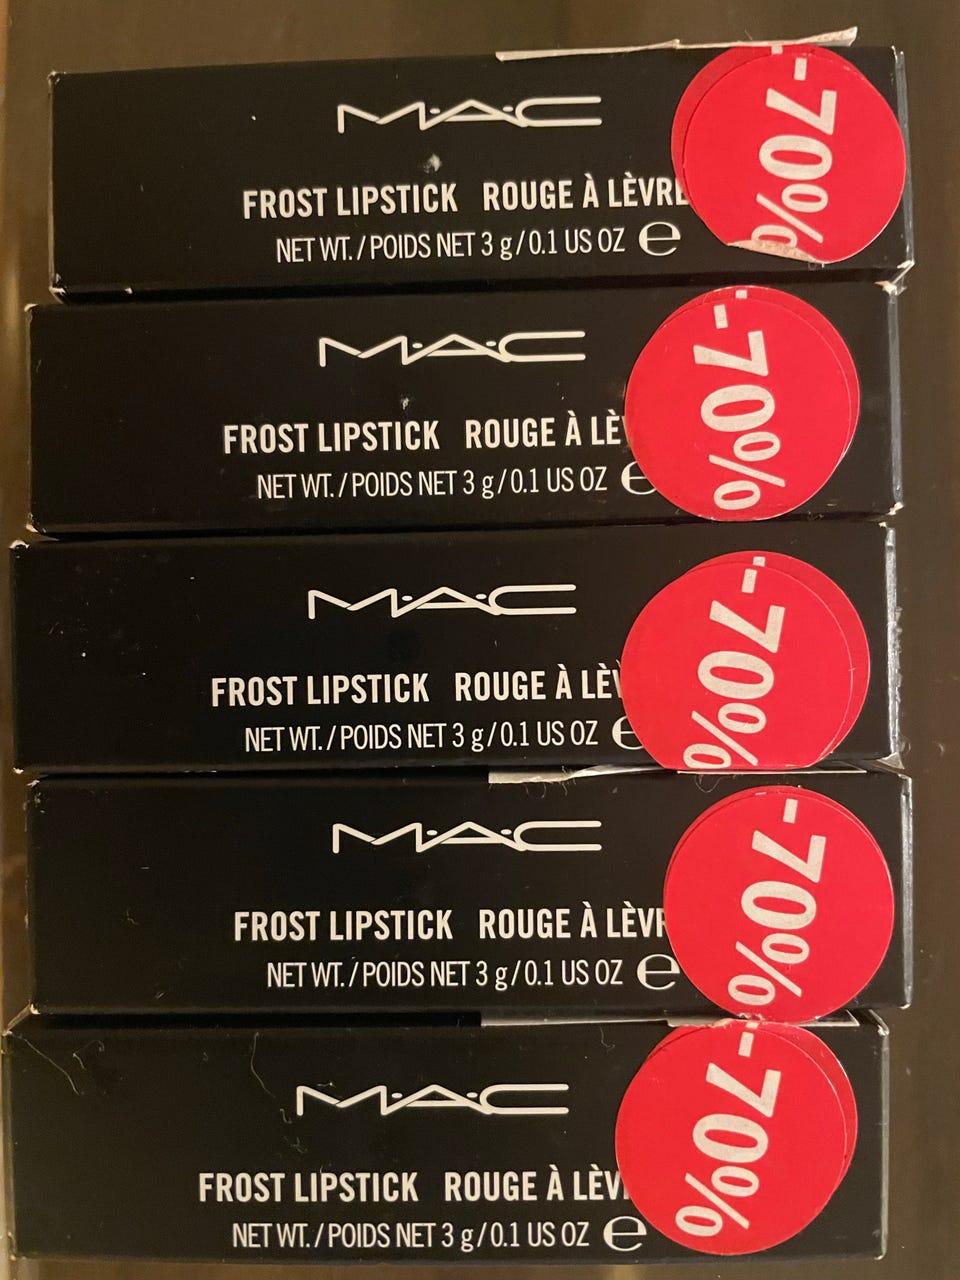 M·A·C
-70%
FROST LIPSTICK ROUGE À LÈVRE
NET WT. / POIDS NET 3 g / 0.1 US OZ ℮
M·A·C
-70%
FROST LIPSTICK ROUGE À
NET WT. / POIDS NET 3 g / 0.1 US OZ ℮
M·A·C
-70%
FROST LIPSTICK ROUGE À
NET WT. / POIDS NET 3 g / 0.1 US OZ ℮
M·A·C
-70%
FROST LIPSTICK ROUGE À LÈVR
NET WT. / POIDS NET 3 g / 0.1 US OZ ℮
M·A·C
-70%
FROST LIPSTICK ROUGE À
NET WT. / POIDS NET 3 g / 0.1 US OZ ℮